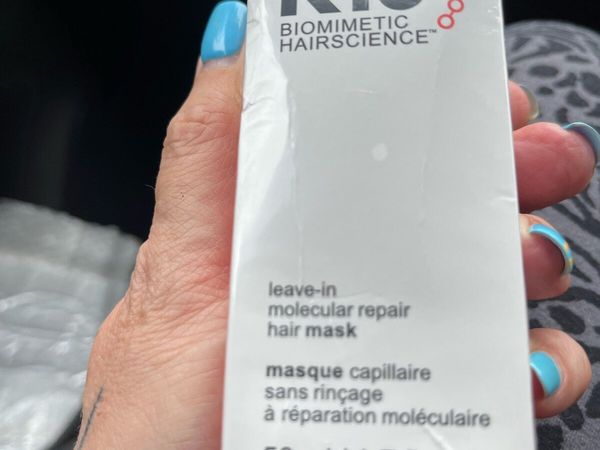 BIOMIMETIC
HAIRSCIENCE™
leave-in
molecular repair
hair mask
masque capillaire
sans rinçage
à réparation moléculaire